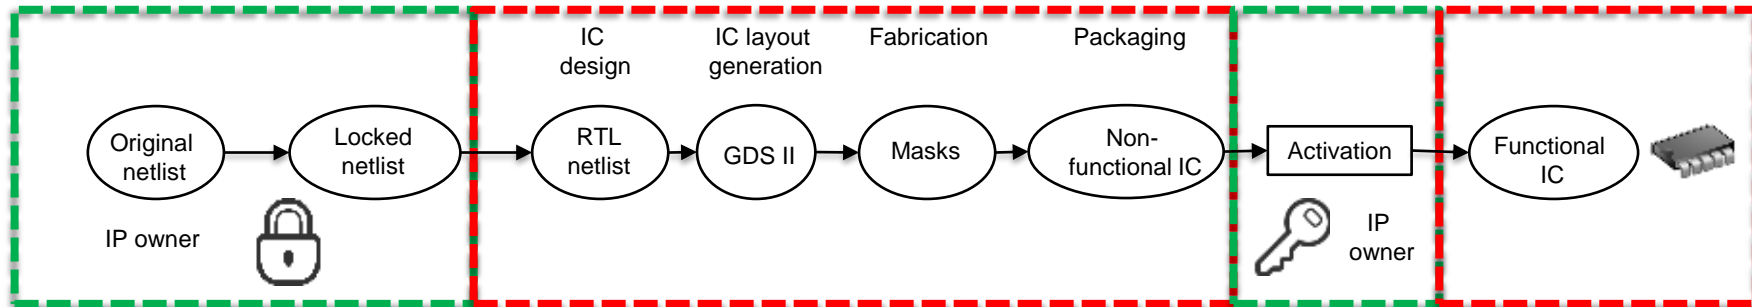 IC
design
IC layout
generation
Fabrication
Packaging
Original
netlist
Locked
netlist
RTL
netlist
GDS II
Masks
Non-
functional IC
Activation
Functional
IC
IP owner
IP
owner